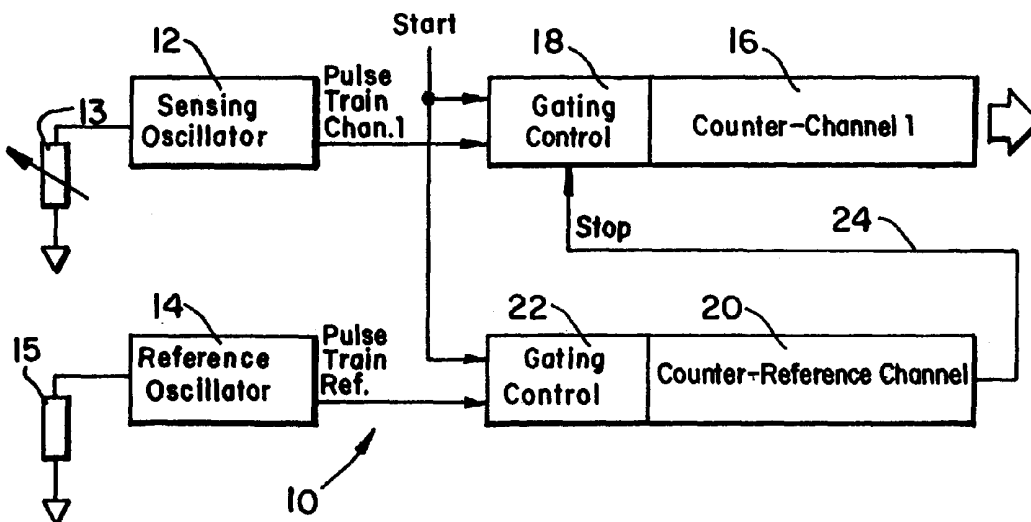 Start
12
18
16
13
Sensing
Oscillator
Pulse
Train
Chan.1
Gating
Control
Counter-Channel 1
Stop
24
14
22
20
15
Reference
Oscillator
Pulse
Train
Ref.
Gating
Control
Counter-Reference Channel
10